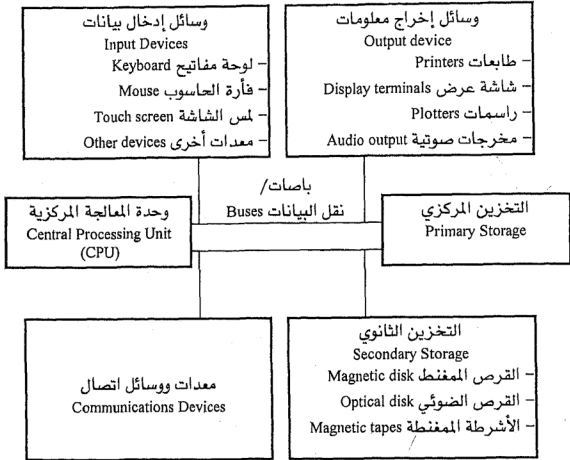 وسائل إدخال بيانات
Input Devices
– لوحة مفاتيح Keyboard
– فأرة الحاسوب Mouse
– لمس الشاشة Touch screen
– معدات أخرى Other devices
وسائل إخراج معلومات
Output device
– طابعات Printers
– شاشة عرض Display terminals
– راسمات Plotters
– مخرجات صوتية Audio output
باصات/
نقل البيانات Buses
وحدة المعالجة المركزية
Central Processing Unit
(CPU)
التخزين المركزي
Primary Storage
معدات ووسائل اتصال
Communications Devices
التخزين الثانوي
Secondary Storage
– القرص الممغنط Magnetic disk
– القرص الضوئي Optical disk
– الأشرطة الممغنطة Magnetic tapes